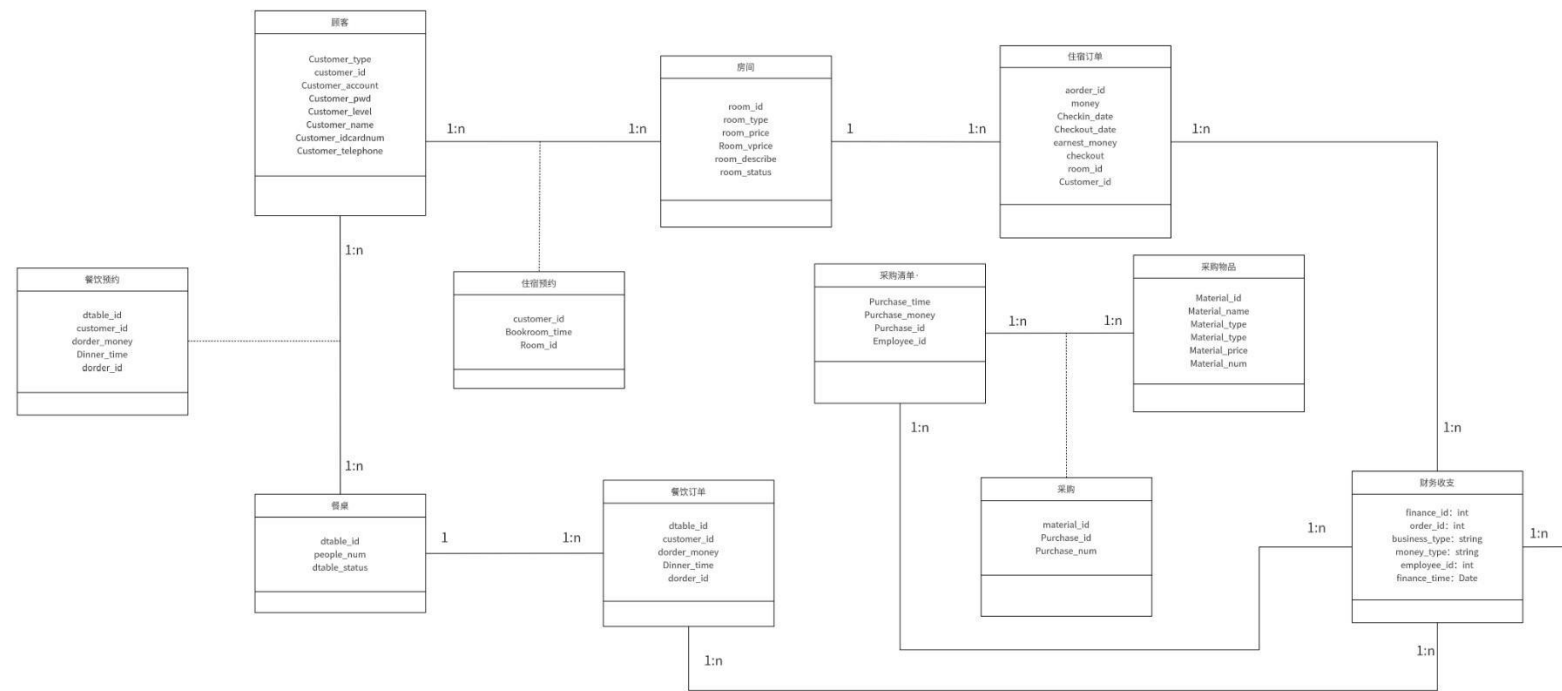 顾客
Customer_type
customer_id
Customer_account
Customer_pwd
Customer_level
Customer_name
Customer_idcardnum
Customer_telephone
1:n
1:n
房间
room_id
room_type
room_price
Room_vprice
room_describe
room_status
1
1:n
住宿订单
aorder_id
money
Checkin_date
Checkout_date
earnest_money
checkout
room_id
Customer_id
1:n
1:n
餐饮预约
dtable_id
customer_id
dorder_money
Dinner_time
dorder_id
住宿预约
customer_id
Bookroom_time
Room_id
采购清单·
Purchase_time
Purchase_money
Purchase_id
Employee_id
1:n
1:n
采购物品
Material_id
Material_name
Material_type
Material_type
Material_price
Material_num
1:n
1:n
1:n
餐桌
dtable_id
people_num
dtable_status
1
1:n
餐饮订单
dtable_id
customer_id
dorder_money
Dinner_time
dorder_id
采购
material_id
Purchase_id
Purchase_num
1:n
财务收支
finance_id：int
order_id：int
business_type：string
money_type：string
employee_id：int
finance_time：Date
1:n
1:n
1:n